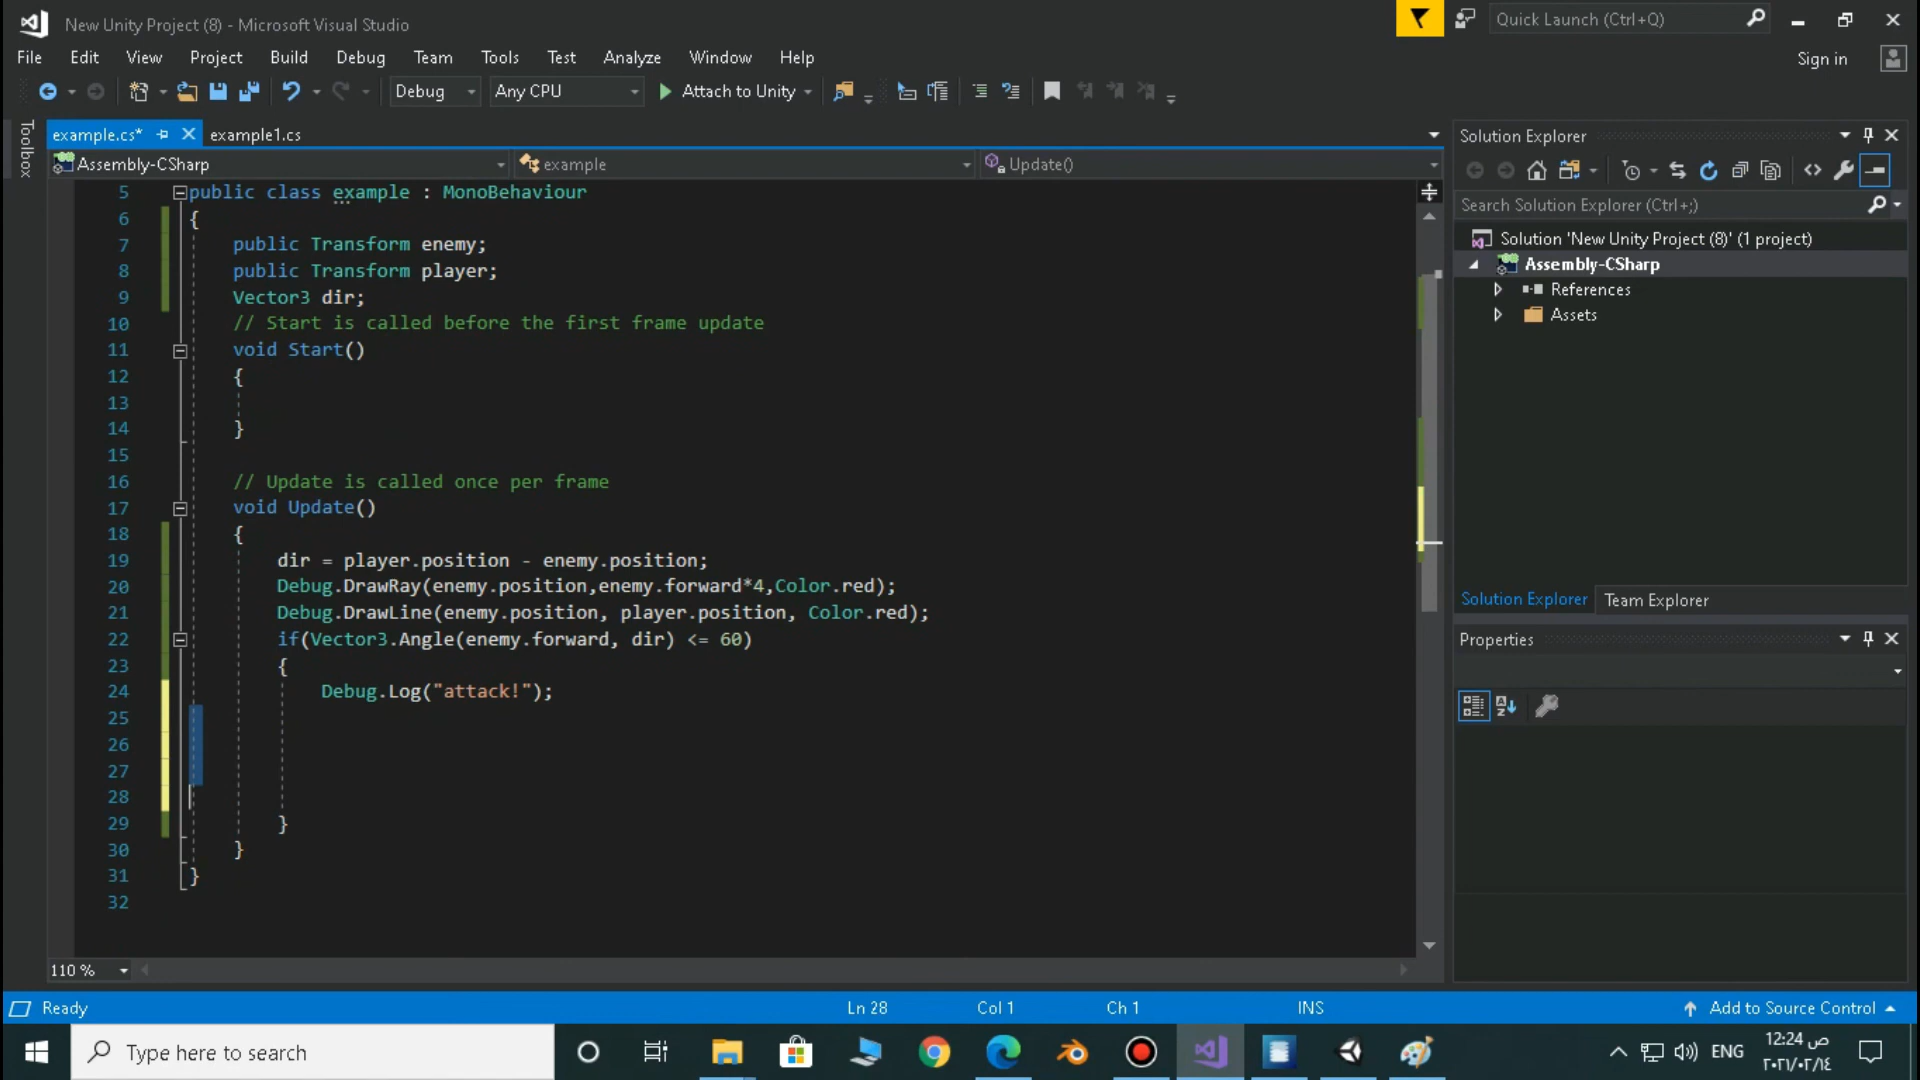 New Unity Project (8) - Microsoft Visual Studio
Quick Launch (Ctrl+Q)
File Edit View Project Build Debug Team Tools Test Analyze Window Help
Sign in
Debug Any CPU Attach to Unity
Toolbox
example.cs* example1.cs
Assembly-CSharp example Update()
5 public class example : MonoBehaviour
6 {
7 public Transform enemy;
8 public Transform player;
9 Vector3 dir;
10 // Start is called before the first frame update
11 void Start()
12 {
13
14 }
15
16 // Update is called once per frame
17 void Update()
18 {
19 dir = player.position - enemy.position;
20 Debug.DrawRay(enemy.position,enemy.forward*4,Color.red);
21 Debug.DrawLine(enemy.position, player.position, Color.red);
22 if(Vector3.Angle(enemy.forward, dir) <= 60)
23 {
24 Debug.Log("attack!");
25
26
27
28
29 }
30 }
31 }
32
110 %
Solution Explorer
Search Solution Explorer (Ctrl+;)
Solution 'New Unity Project (8)' (1 project)
Assembly-CSharp
References
Assets
Solution Explorer Team Explorer
Properties
Ready Ln 28 Col 1 Ch 1 INS Add to Source Control
Type here to search
ENG
12:24 ص
٢٠٢١/٠٢/١٤